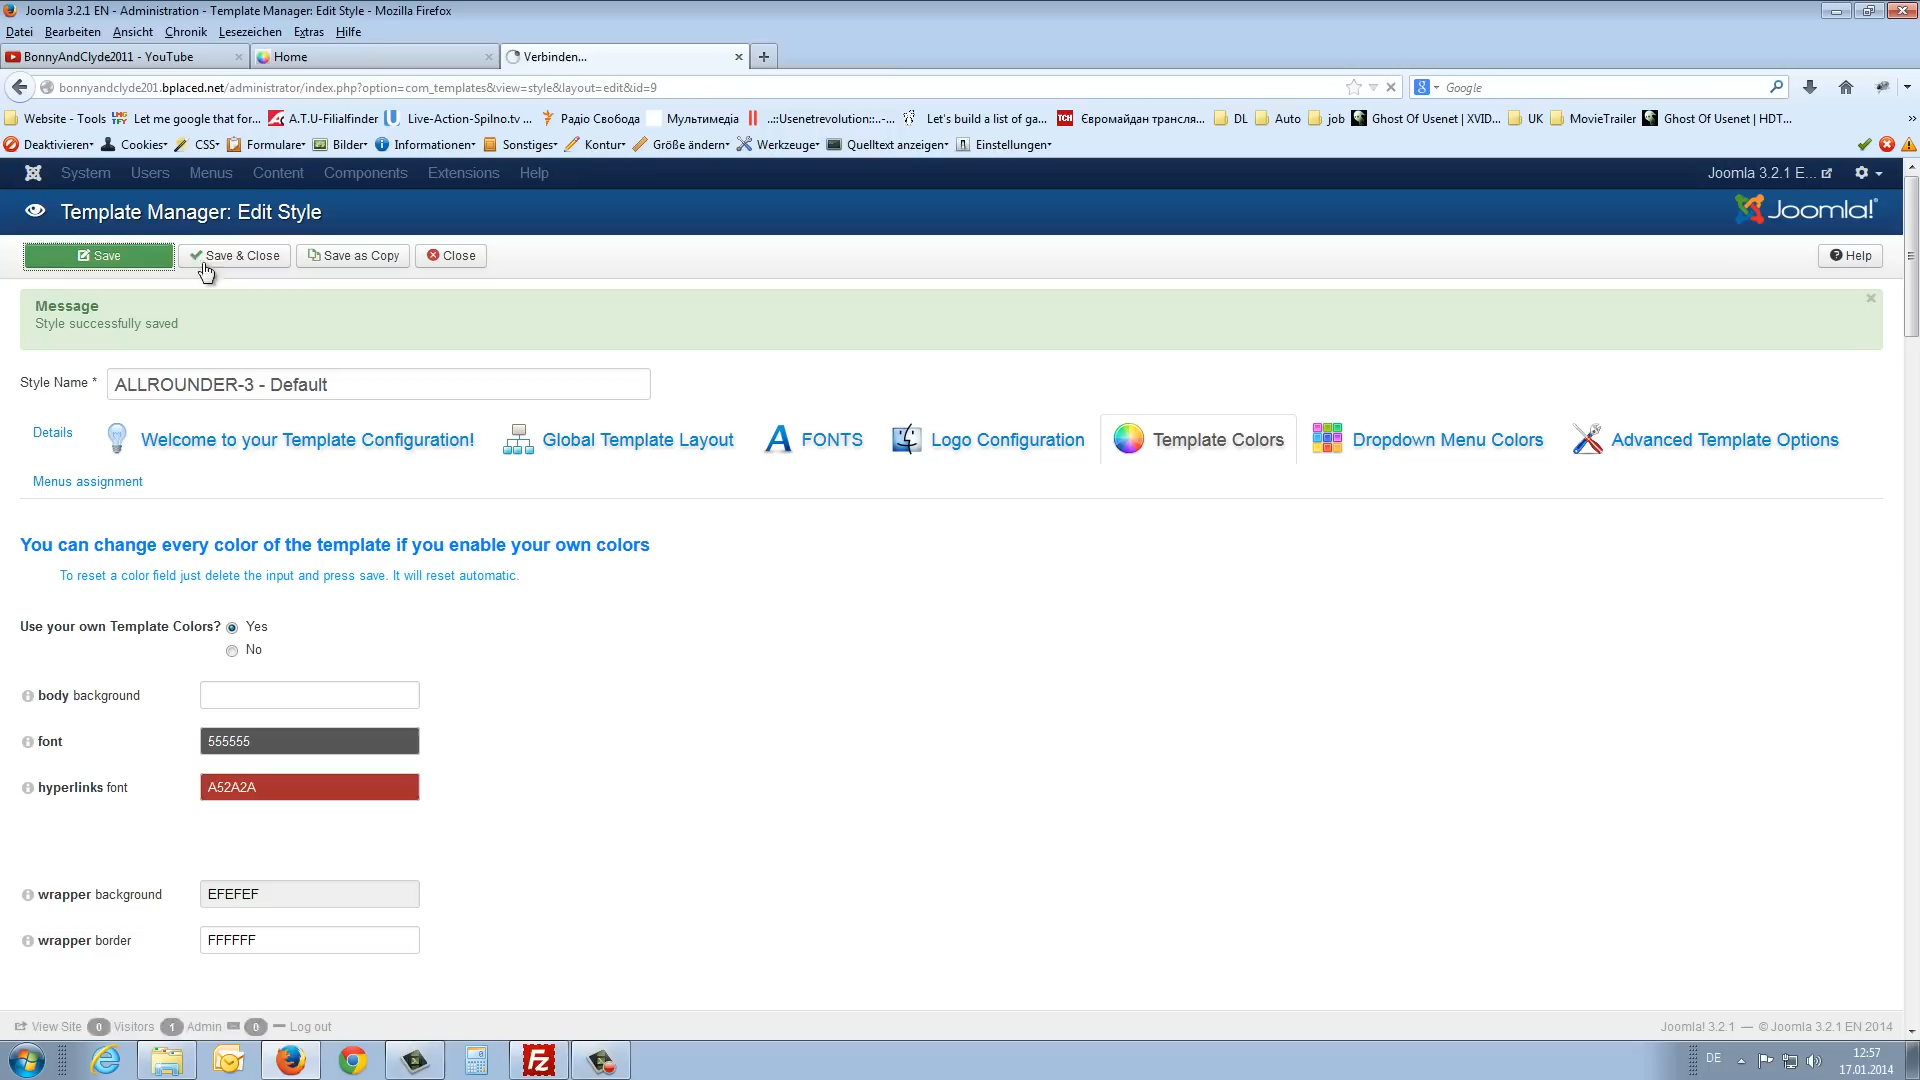 Joomla 3.2.1 EN - Administration - Template Manager: Edit Style - Mozilla Firefox
Datei Bearbeiten Ansicht Chronik Lesezeichen Extras Hilfe
BonnyAndClyde2011 - YouTube Home Verbinden...
bonnyandclyde201.bplaced.net/administrator/index.php?option=com_templates&view=style&layout=edit&id=9 Google
Website - Tools Let me google that for... A.T.U-Filialfinder Live-Action-Spilno.tv ... Радіо Свобода Мультимедіа ..::Usenetrevolution::..-... Let's build a list of ga... Євромайдан трансля... DL Auto job Ghost Of Usenet | XVID... UK MovieTrailer Ghost Of Usenet | HDT...
Deaktivieren Cookies CSS Formulare Bilder Informationen Sonstiges Kontur Größe ändern Werkzeuge Quelltext anzeigen Einstellungen
System Users Menus Content Components Extensions Help Joomla 3.2.1 E...
Template Manager: Edit Style Joomla!
Save Save & Close Save as Copy Close Help
Message
Style successfully saved
Style Name * ALLROUNDER-3 - Default
Details Welcome to your Template Configuration! Global Template Layout FONTS Logo Configuration Template Colors Dropdown Menu Colors Advanced Template Options
Menus assignment
You can change every color of the template if you enable your own colors
To reset a color field just delete the input and press save. It will reset automatic.
Use your own Template Colors? Yes
No
body background
font 555555
hyperlinks font A52A2A
wrapper background EFEFEF
wrapper border FFFFFF
View Site 0 Visitors 1 Admin 0 Log out Joomla! 3.2.1 — © Joomla 3.2.1 EN 2014
DE 12:57
17.01.2014